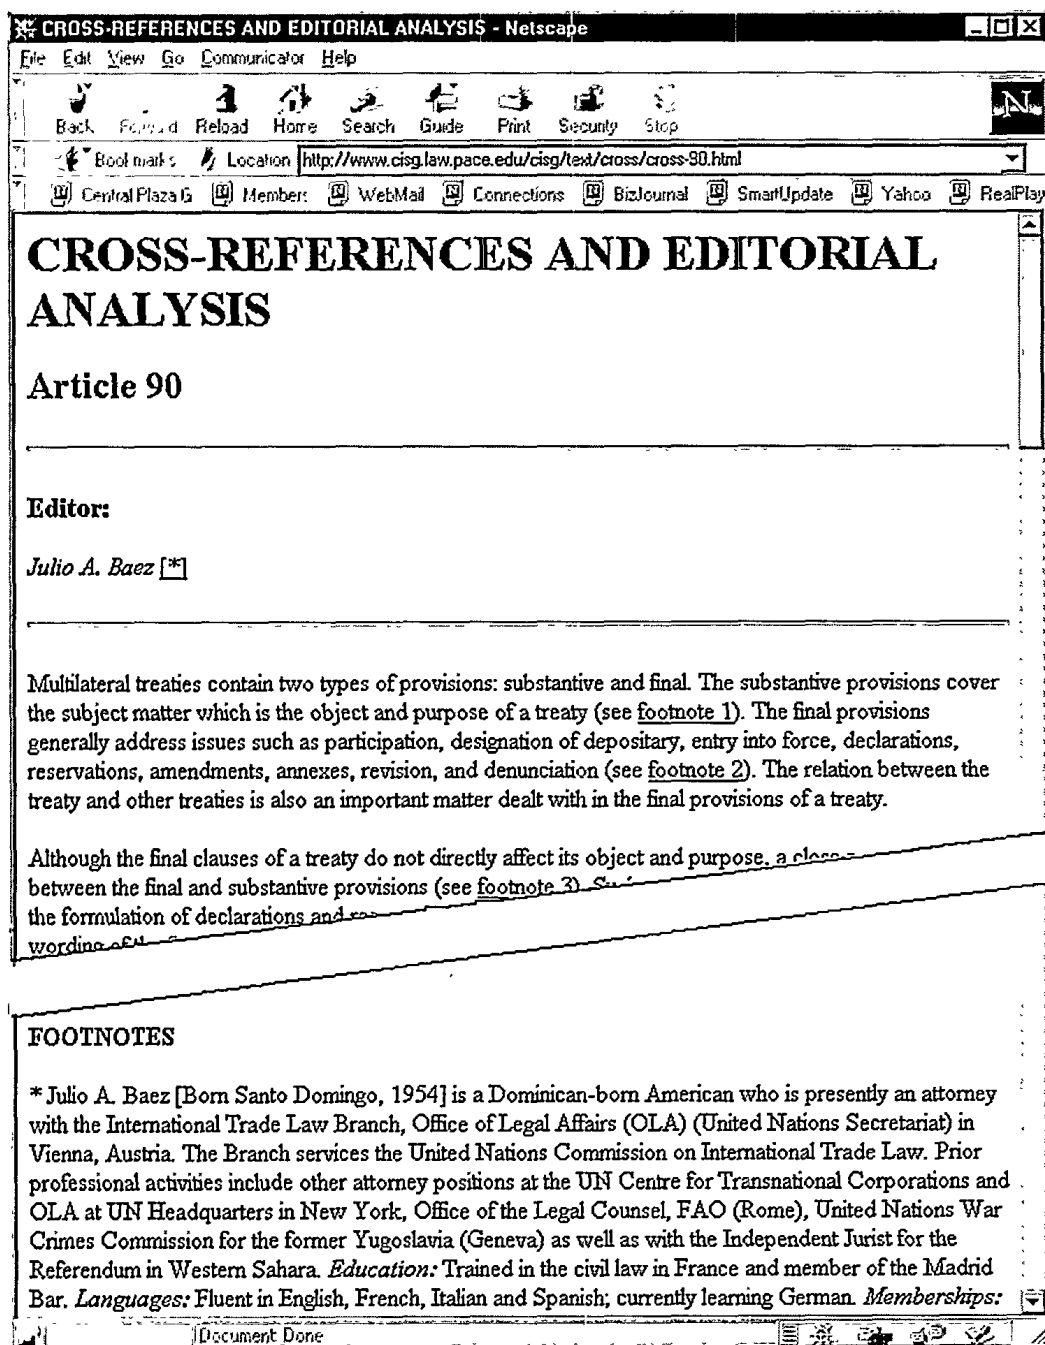 CROSS-REFERENCES AND EDITORIAL ANALYSIS - Netscape
File Edit View Go Communicator Help
Back Forward Reload Home Search Guide Print Security Stop
N
Bookmarks Location http://www.cisg.law.pace.edu/cisg/text/cross/cross-90.html
Central Plaza G Members WebMail Connections BizJournal SmartUpdate Yahoo RealPlay
CROSS-REFERENCES AND EDITORIAL
ANALYSIS
Article 90
Editor:
Julio A. Baez [*]
Multilateral treaties contain two types of provisions: substantive and final. The substantive provisions cover
the subject matter which is the object and purpose of a treaty (see footnote 1). The final provisions
generally address issues such as participation, designation of depositary, entry into force, declarations,
reservations, amendments, annexes, revision, and denunciation (see footnote 2). The relation between the
treaty and other treaties is also an important matter dealt with in the final provisions of a treaty.
Although the final clauses of a treaty do not directly affect its object and purpose, a
between the final and substantive provisions (see footnote 3).
the formulation of declarations and
wording of the
FOOTNOTES
* Julio A. Baez [Born Santo Domingo, 1954] is a Dominican-born American who is presently an attorney
with the International Trade Law Branch, Office of Legal Affairs (OLA) (United Nations Secretariat) in
Vienna, Austria. The Branch services the United Nations Commission on International Trade Law. Prior
professional activities include other attorney positions at the UN Centre for Transnational Corporations and
OLA at UN Headquarters in New York, Office of the Legal Counsel, FAO (Rome), United Nations War
Crimes Commission for the former Yugoslavia (Geneva) as well as with the Independent Jurist for the
Referendum in Western Sahara. Education: Trained in the civil law in France and member of the Madrid
Bar. Languages: Fluent in English, French, Italian and Spanish; currently learning German. Memberships:
Document Done